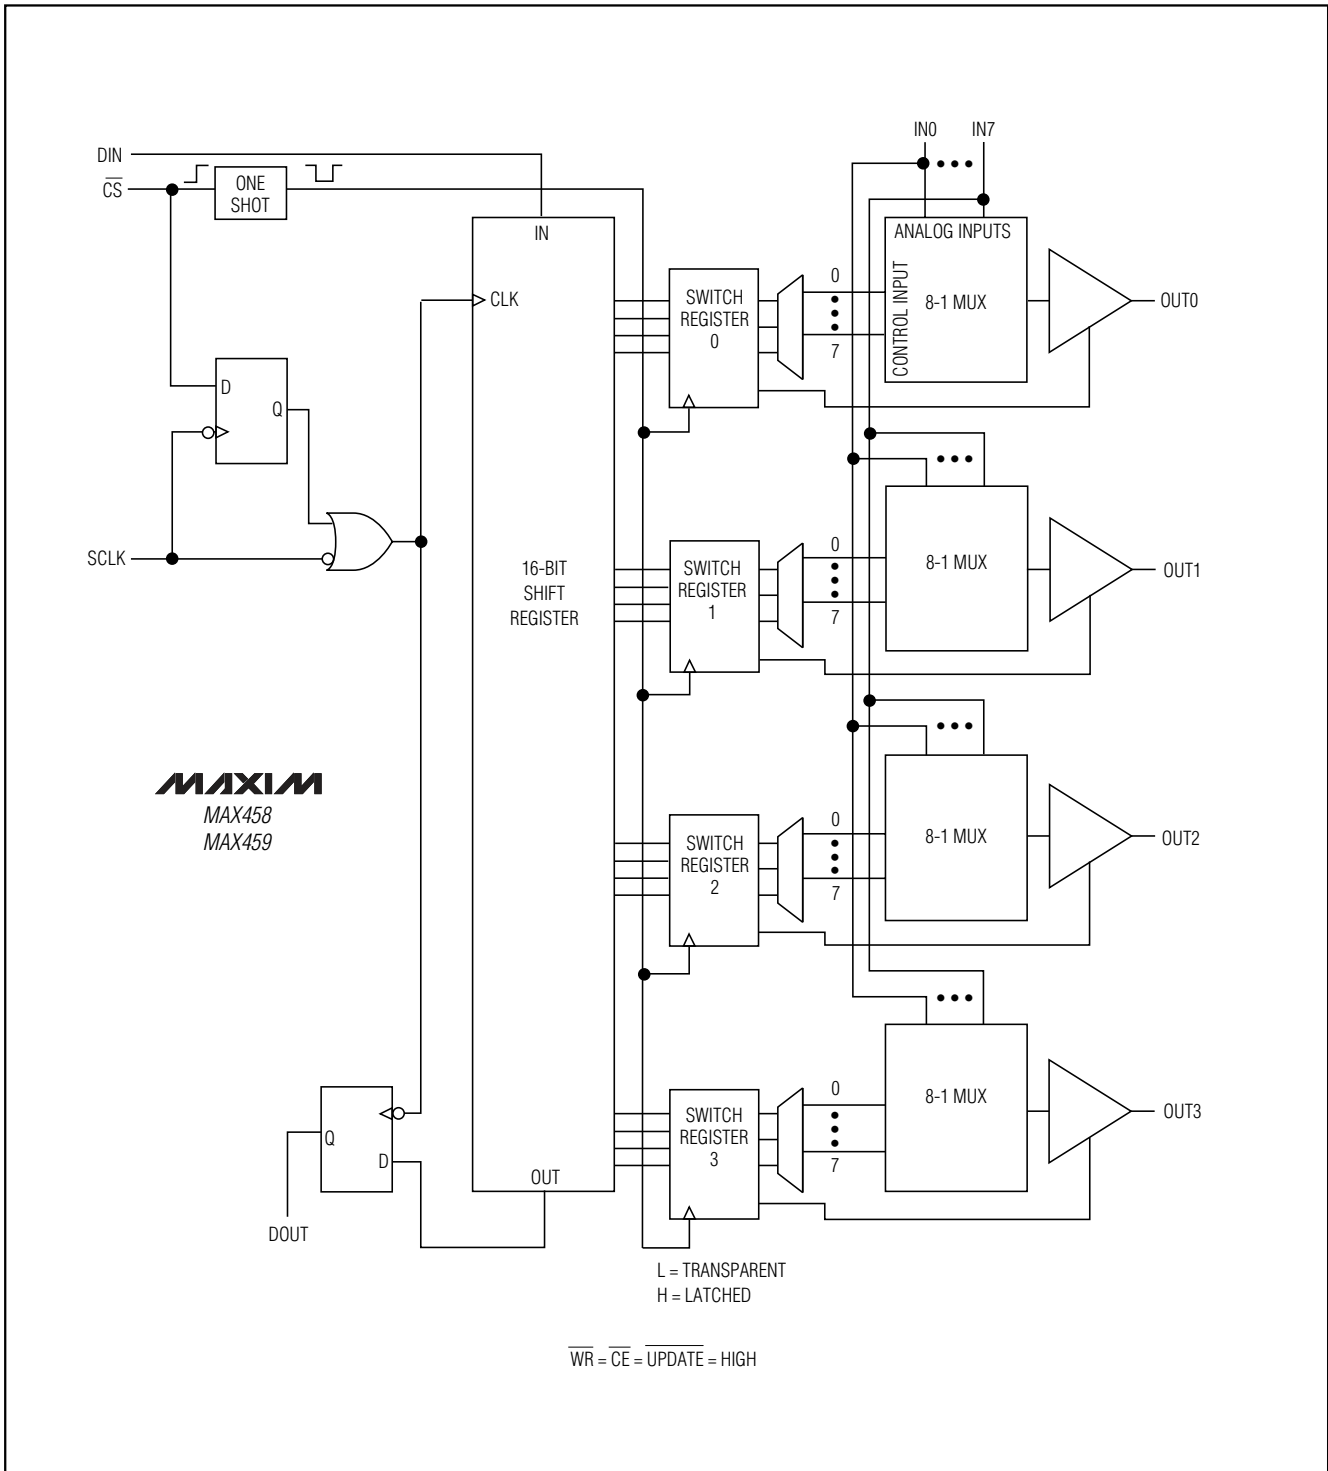 IN0 IN7
DIN
CS
ONE
SHOT
IN
ANALOG INPUTS
CONTROL INPUT
8-1 MUX
CLK
SWITCH
REGISTER
0
0
7
OUT0
D
Q
SCLK
16-BIT
SHIFT
REGISTER
SWITCH
REGISTER
1
0
7
8-1 MUX
OUT1
MAXIM
MAX458
MAX459
SWITCH
REGISTER
2
0
7
8-1 MUX
OUT2
Q
D
DOUT
OUT
SWITCH
REGISTER
3
0
7
8-1 MUX
OUT3
L = TRANSPARENT
H = LATCHED
WR = CE = UPDATE = HIGH